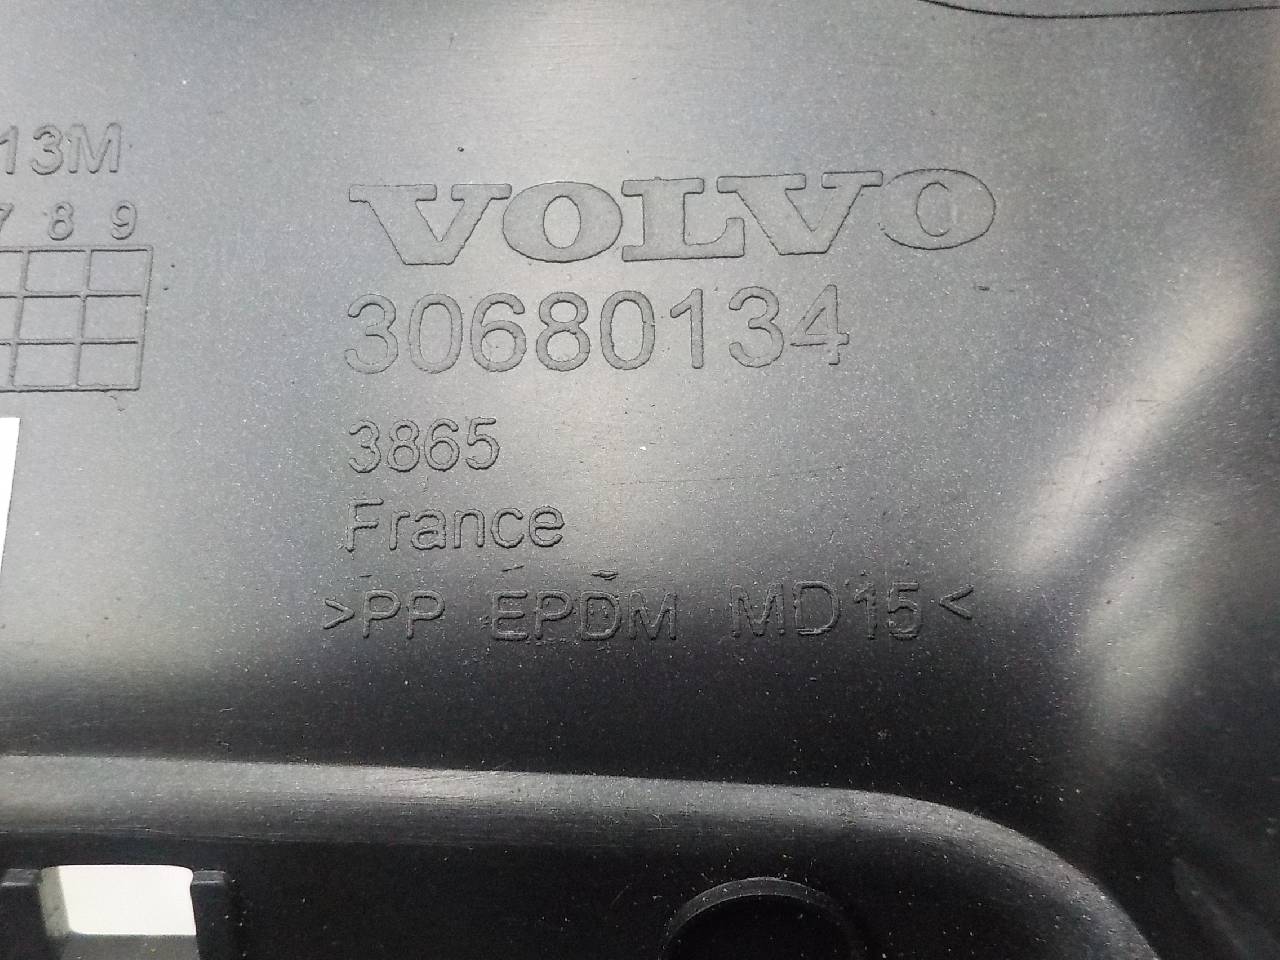 13M
7 8 9
VOLVO
30680134
3865
France
>PP EPDM MD15<